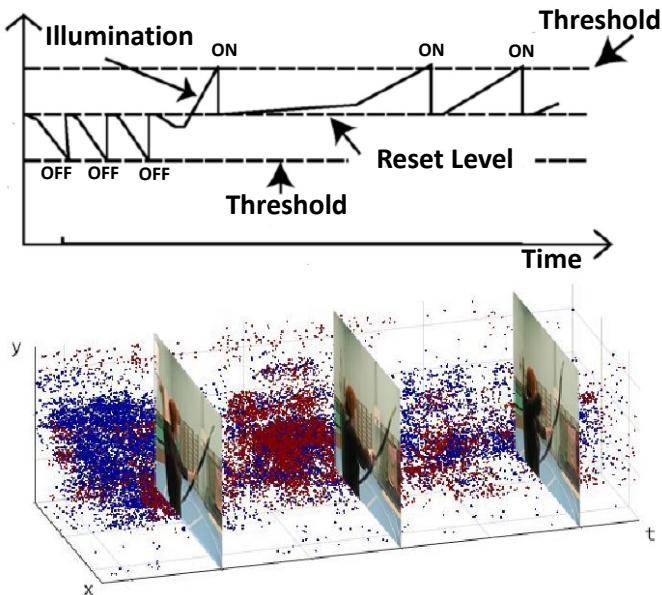 Threshold
Illumination
ON
ON
ON
Reset Level
OFF
OFF
OFF
Threshold
Time
y
x
t